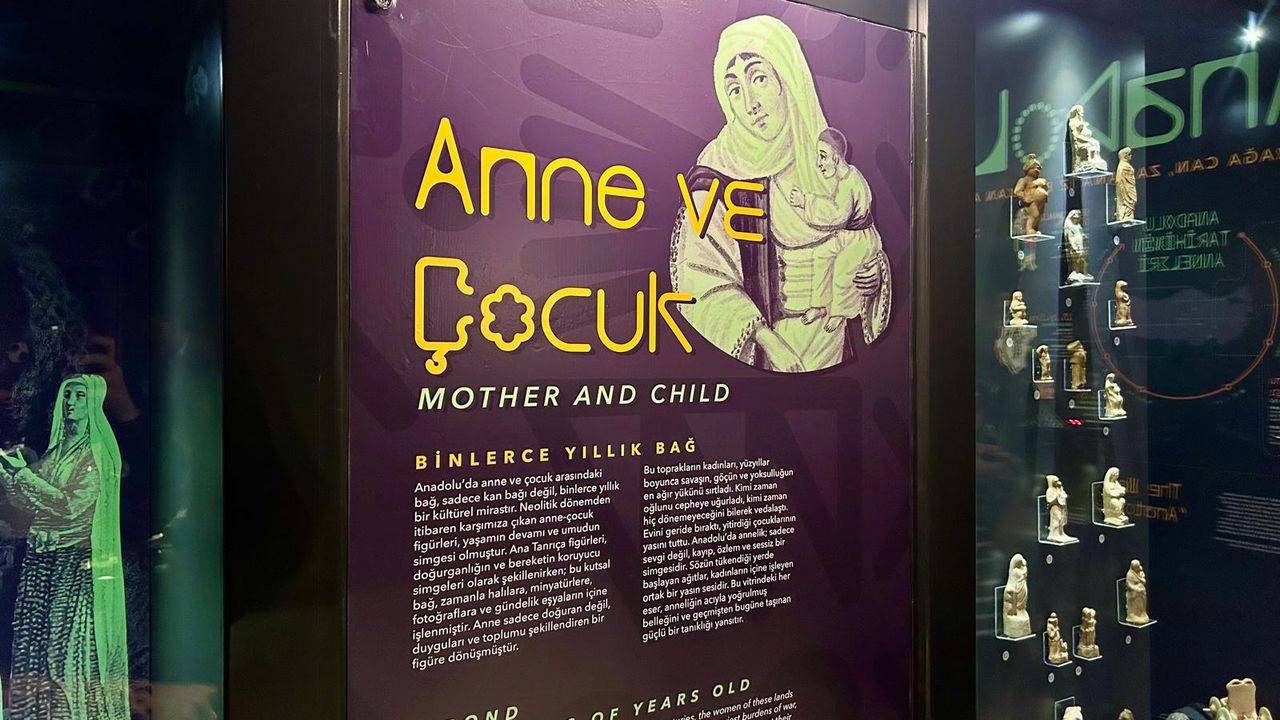 Anne ve
Çocuk
MOTHER AND CHILD
BİNLERCE YILLIK BAĞ
Anadolu'da anne ve çocuk arasındaki
bağ, sadece kan bağı değil, binlerce yıllık
bir kültürel mirastır. Neolitik dönemden
itibaren karşımıza çıkan anne-çocuk
figürleri, yaşamın devamı ve umudun
simgesi olmuştur. Ana Tanrıça figürleri,
doğurganlığın ve bereketin koruyucu
simgeleri olarak şekillenirken; bu kutsal
bağ, zamanla halılara, minyatürlere,
fotoğraflara ve gündelik eşyaların içine
işlenmiştir. Anne sadece doğuran değil,
duyguları ve toplumu şekillendiren bir
figüre dönüşmüştür.
Bu toprakların kadınları, yüzyıllar
boyunca savaşın, göçün ve yoksulluğun
en ağır yükünü sırtladı. Kimi zaman
oğlunu cepheye uğurladı, kimi zaman
hiç dönemeyeceğini bilerek vedalaştı.
Evini geride bıraktı, yitirdiği çocuklarının
yasını tuttu. Anadolu'da annelik; sadece
sevgi değil, kayıp, özlem ve sessiz bir
simgesidir. Sözün tükendiği yerde
başlayan ağıtlar, kadınların içine işleyen
ortak bir yasın sesidir. Bu vitrindeki her
eser, anneliğin acıyla yoğrulmuş
belleğini ve geçmişten bugüne taşınan
güçlü bir tanıklığı yansıtır.
OF YEARS OLD
the women of these lands
burdens of war,
ANADOLU
TARİHİNİN
ANNELERİ